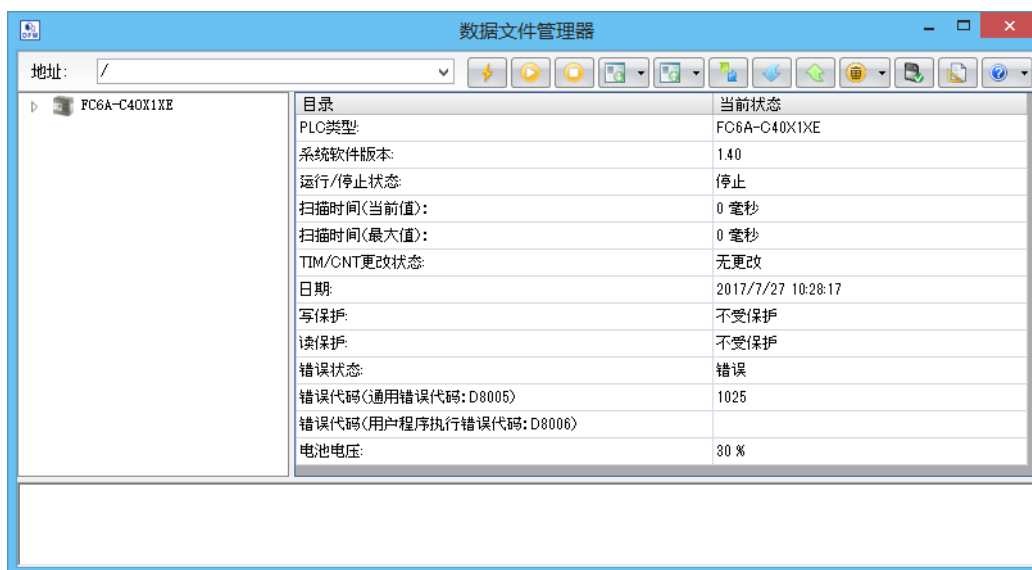 DFM
数据文件管理器
地址: /
FC6A-C40X1XE
目录 当前状态
PLC类型: FC6A-C40X1XE
系统软件版本: 1.40
运行/停止状态: 停止
扫描时间(当前值): 0 毫秒
扫描时间(最大值): 0 毫秒
TIM/CNT更改状态: 无更改
日期: 2017/7/27 10:28:17
写保护: 不受保护
读保护: 不受保护
错误状态: 错误
错误代码(通用错误代码:D8005) 1025
错误代码(用户程序执行错误代码:D8006)
电池电压: 30 %